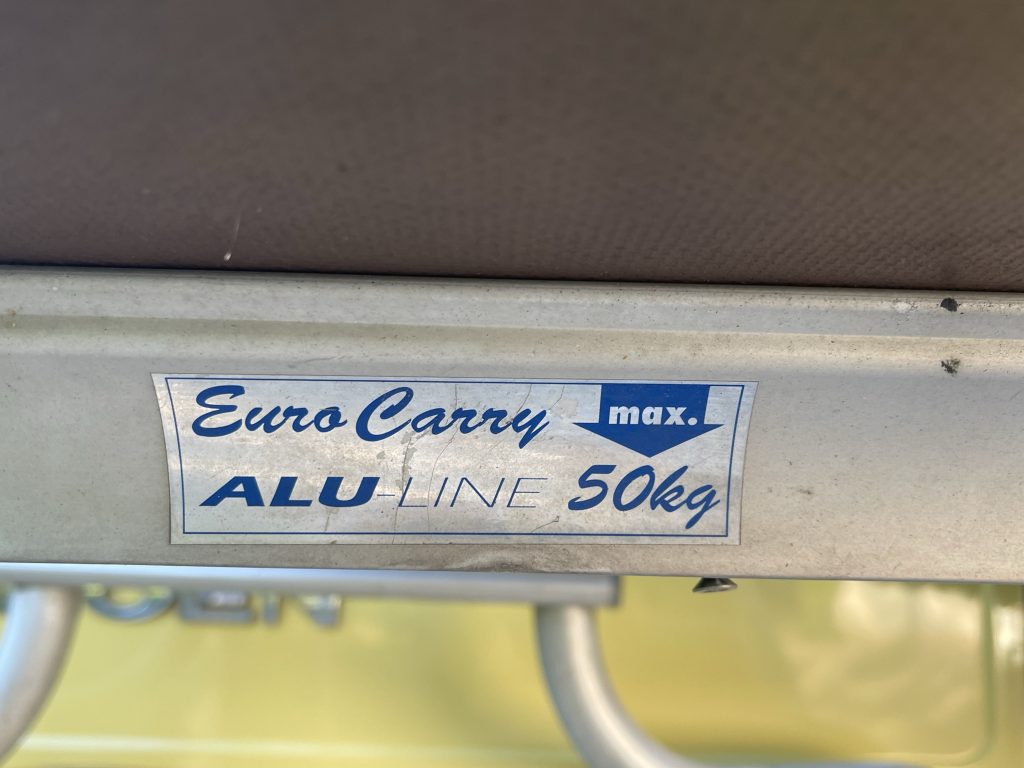 Euro Carry
max.
ALU-LINE 50kg